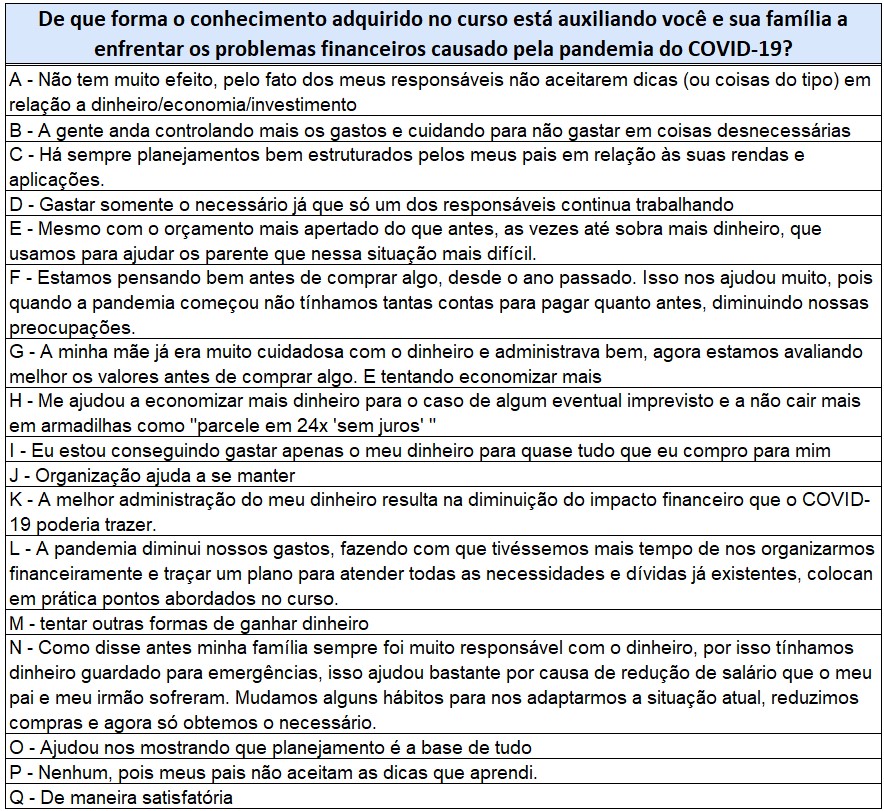 De que forma o conhecimento adquirido no curso está auxiliando você e sua família a
enfrentar os problemas financeiros causado pela pandemia do COVID-19?
A - Não tem muito efeito, pelo fato dos meus responsáveis não aceitarem dicas (ou coisas do tipo) em
relação a dinheiro/economia/investimento
B - A gente anda controlando mais os gastos e cuidando para não gastar em coisas desnecessárias
C - Há sempre planejamentos bem estruturados pelos meus pais em relação às suas rendas e
aplicações.
D - Gastar somente o necessário já que só um dos responsáveis continua trabalhando
E - Mesmo com o orçamento mais apertado do que antes, as vezes até sobra mais dinheiro, que
usamos para ajudar os parente que nessa situação mais difícil.
F - Estamos pensando bem antes de comprar algo, desde o ano passado. Isso nos ajudou muito, pois
quando a pandemia começou não tínhamos tantas contas para pagar quanto antes, diminuindo nossas
preocupações.
G - A minha mãe já era muito cuidadosa com o dinheiro e administrava bem, agora estamos avaliando
melhor os valores antes de comprar algo. E tentando economizar mais
H - Me ajudou a economizar mais dinheiro para o caso de algum eventual imprevisto e a não cair mais
em armadilhas como "parcele em 24x 'sem juros' "
I - Eu estou conseguindo gastar apenas o meu dinheiro para quase tudo que eu compro para mim
J - Organização ajuda a se manter
K - A melhor administração do meu dinheiro resulta na diminuição do impacto financeiro que o COVID-
19 poderia trazer.
L - A pandemia diminui nossos gastos, fazendo com que tivéssemos mais tempo de nos organizarmos
financeiramente e traçar um plano para atender todas as necessidades e dívidas já existentes, colocan
em prática pontos abordados no curso.
M - tentar outras formas de ganhar dinheiro
N - Como disse antes minha família sempre foi muito responsável com o dinheiro, por isso tínhamos
dinheiro guardado para emergências, isso ajudou bastante por causa de redução de salário que o meu
pai e meu irmão sofreram. Mudamos alguns hábitos para nos adaptarmos a situação atual, reduzimos
compras e agora só obtemos o necessário.
O - Ajudou nos mostrando que planejamento é a base de tudo
P - Nenhum, pois meus pais não aceitam as dicas que aprendi.
Q - De maneira satisfatória